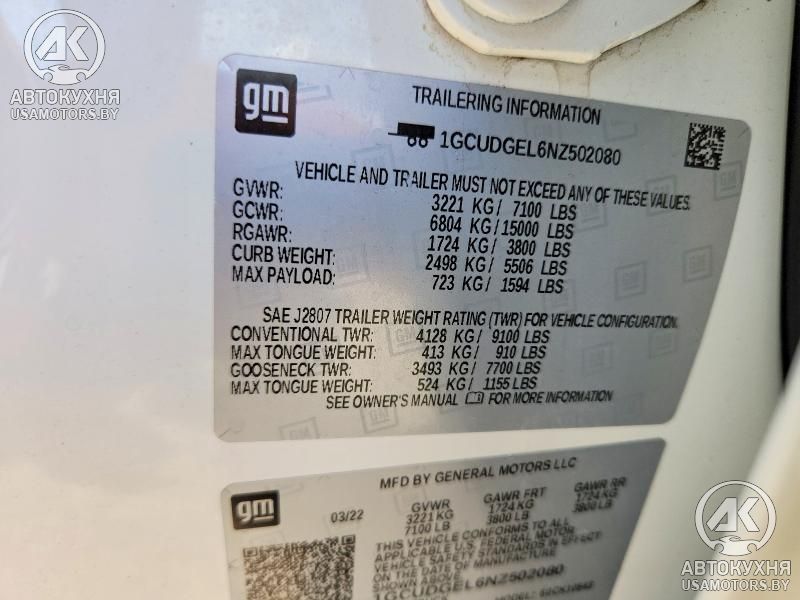 AK
АВТОКУХНЯ
AUTOKUHNI.BY
gm
TRAILERING INFORMATION
1GCUDGEL6NZ502080
VEHICLE AND TRAILER MUST NOT EXCEED ANY OF THESE VALUES.
GVWR: 3221 KG / 7100 LBS
GCWR: 6804 KG / 15000 LBS
RGAWR: 1724 KG / 3800 LBS
CURB WEIGHT: 2498 KG / 5506 LBS
MAX PAYLOAD: 723 KG / 1594 LBS
SAE J2807 TRAILER WEIGHT RATING (TWR) FOR VEHICLE CONFIGURATION.
CONVENTIONAL TWR: 4128 KG / 9100 LBS
MAX TONGUE WEIGHT: 413 KG / 910 LBS
GOOSENECK TWR: 3493 KG / 7700 LBS
MAX TONGUE WEIGHT: 524 KG / 1155 LBS
SEE OWNER'S MANUAL FOR MORE INFORMATION
gm
MFD BY GENERAL MOTORS LLC
03/22
GVWR GAWR FRT GAWR RR
3221 KG 1724 KG 1724 KG
7100 LB 3800 LB 3800 LB
THIS VEHICLE CONFORMS TO ALL
APPLICABLE U.S. FEDERAL MOTOR
VEHICLE SAFETY STANDARDS IN EFFECT
ON THE DATE OF MANUFACTURE
SHOWN ABOVE.
1GCUDGEL6NZ502080
AK
АВТОКУХНЯ
AUTOKUHNI.BY